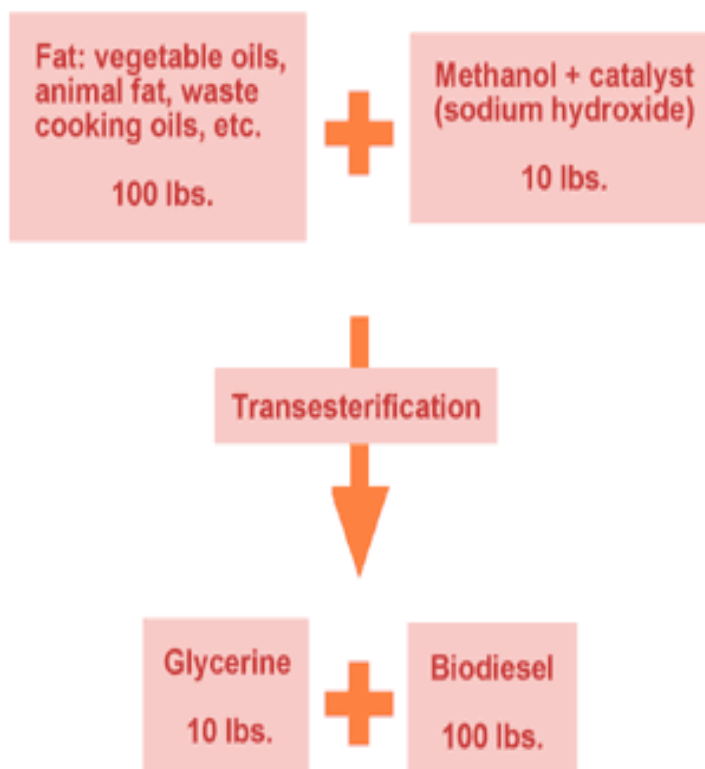 Fat: vegetable oils,
animal fat, waste
cooking oils, etc.
100 lbs.
Methanol + catalyst
(sodium hydroxide)
10 lbs.
Transesterification
Glycerine
10 lbs.
Biodiesel
100 lbs.